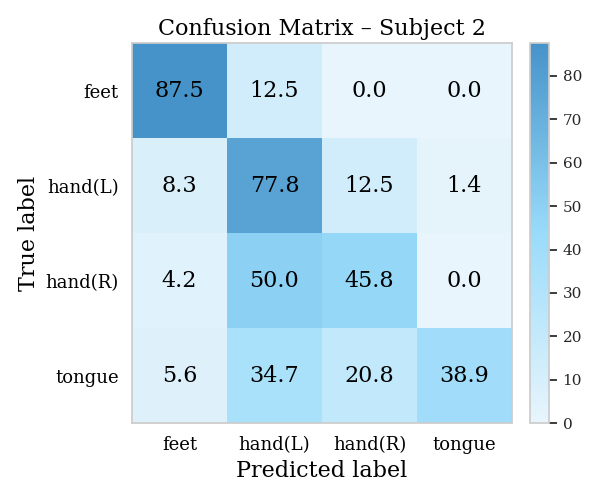 Confusion Matrix – Subject 2
True label
feet 87.5 12.5 0.0 0.0
hand(L) 8.3 77.8 12.5 1.4
hand(R) 4.2 50.0 45.8 0.0
tongue 5.6 34.7 20.8 38.9
feet hand(L) hand(R) tongue
Predicted label
80
70
60
50
40
30
20
10
0